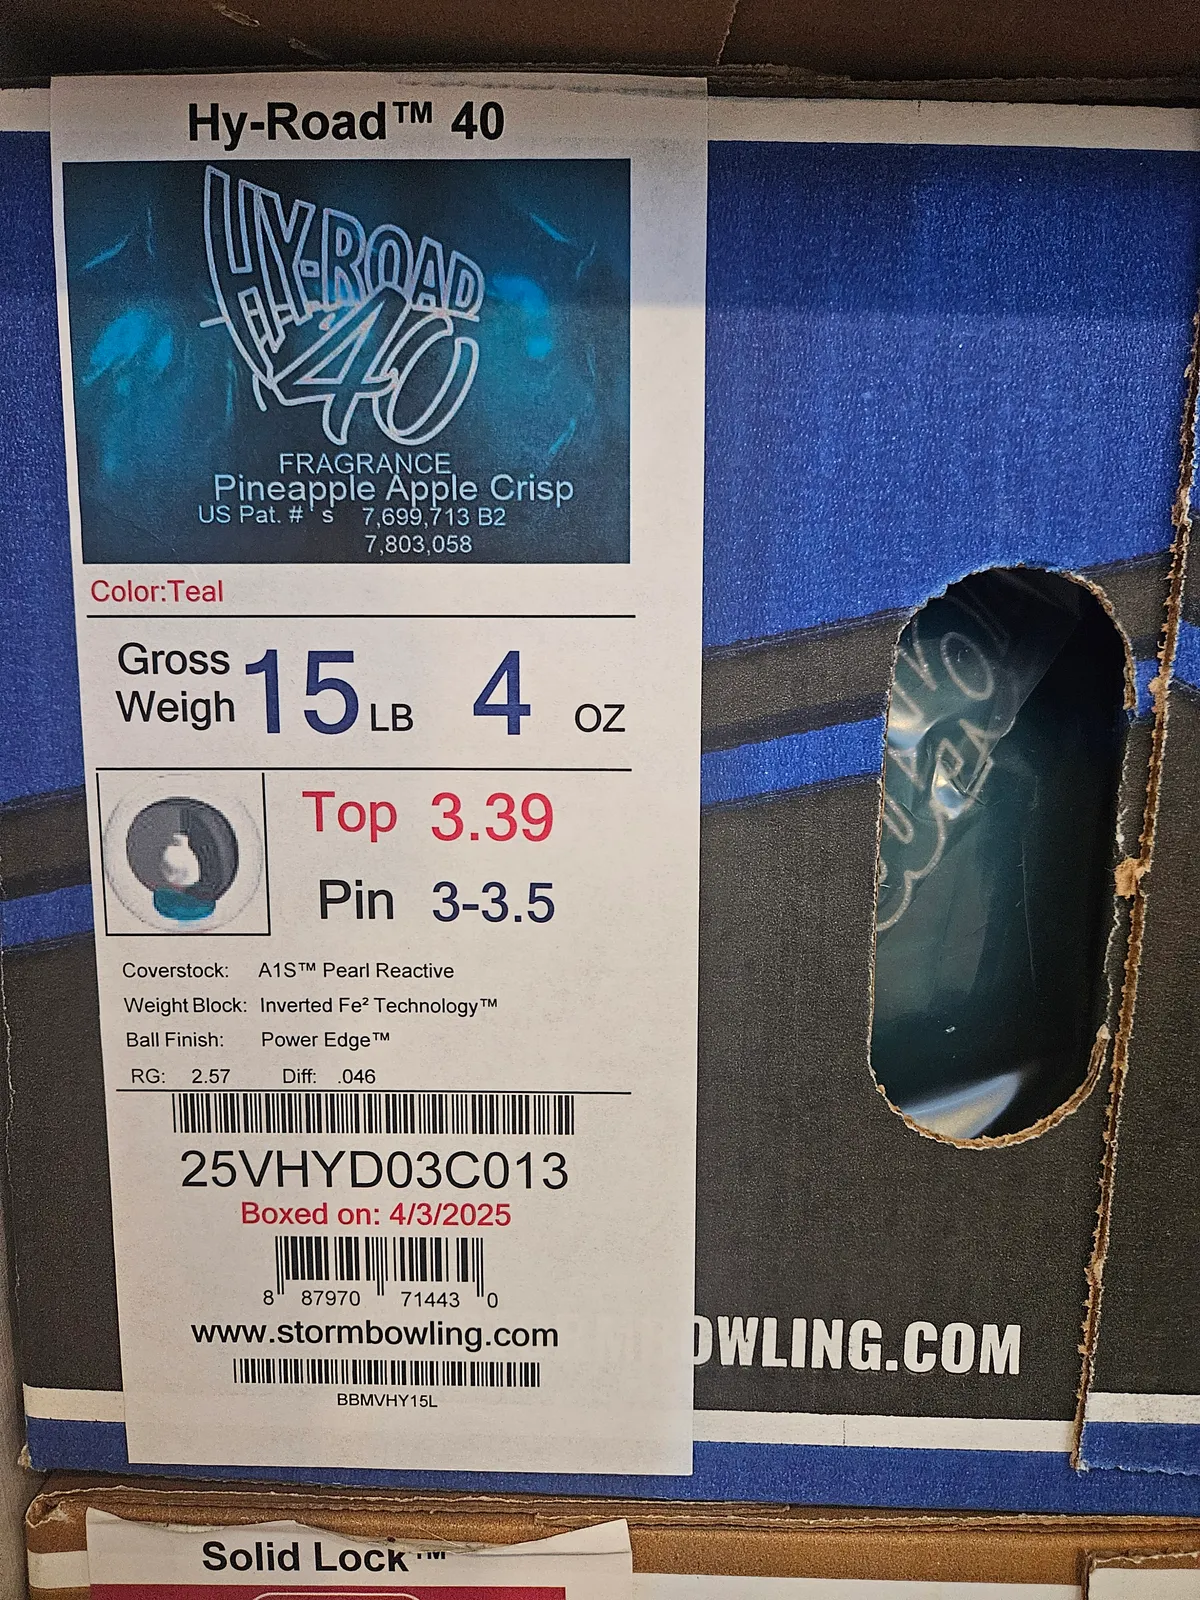 Hy-Road™ 40
HY-ROAD
40
FRAGRANCE
Pineapple Apple Crisp
US Pat. # ' s 7,699,713 B2
7,803,058
Color:Teal
Gross
Weigh 15 LB 4 OZ
Top 3.39
Pin 3-3.5
Coverstock: A1S™ Pearl Reactive
Weight Block: Inverted Fe² Technology™
Ball Finish: Power Edge™
RG: 2.57 Diff: .046
25VHYD03C013
Boxed on: 4/3/2025
8 87970 71443 0
www.stormbowling.com
OWLING.COM
BBMVHY15L
Solid Lock™